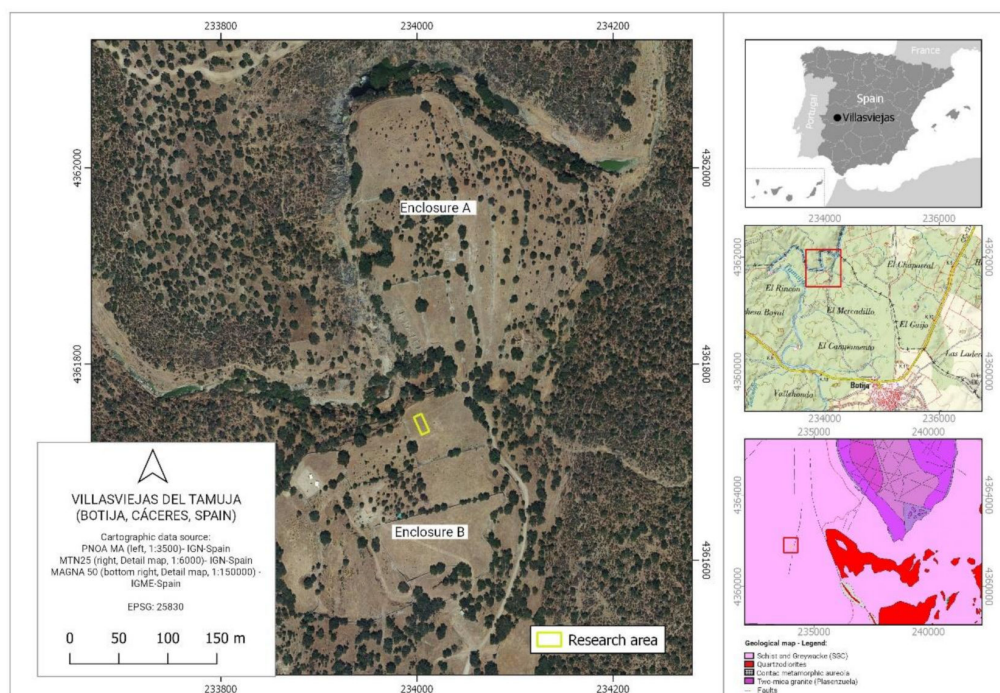 233800
234000
234200
4362000
4362000
Enclosure A
4361800
4361800
Enclosure B
4361600
233800
234000
234200
VILLASVIEJAS DEL TAMUJA
(BOTIJA, CÁCERES, SPAIN)
Cartographic data source:
PNOA MA (left, 1:3500)- IGN-Spain
MTN25 (right, Detail map, 1:6000)- IGN-Spain
MAGNA 50 (bottom right, Detail map, 1:150000) -
IGME-Spain
EPSG: 25830
0 50 100 150 m
Research area
France
Spain
Portugal
Villasviejas
234000
236000
4362000
4362000
El Chaparral
El Rincón
El Mercadillo
El Guijo
El Campamento
Botija
4360000
4360000
234000
236000
235000
240000
4364000
4364000
4360000
4360000
235000
240000
Geological map - Legend:
Schist and Greywacke (SGC)
Quartzdiorites
Contac metamorphic aureola
Two-mica granite (Plasenzuela)
Faults